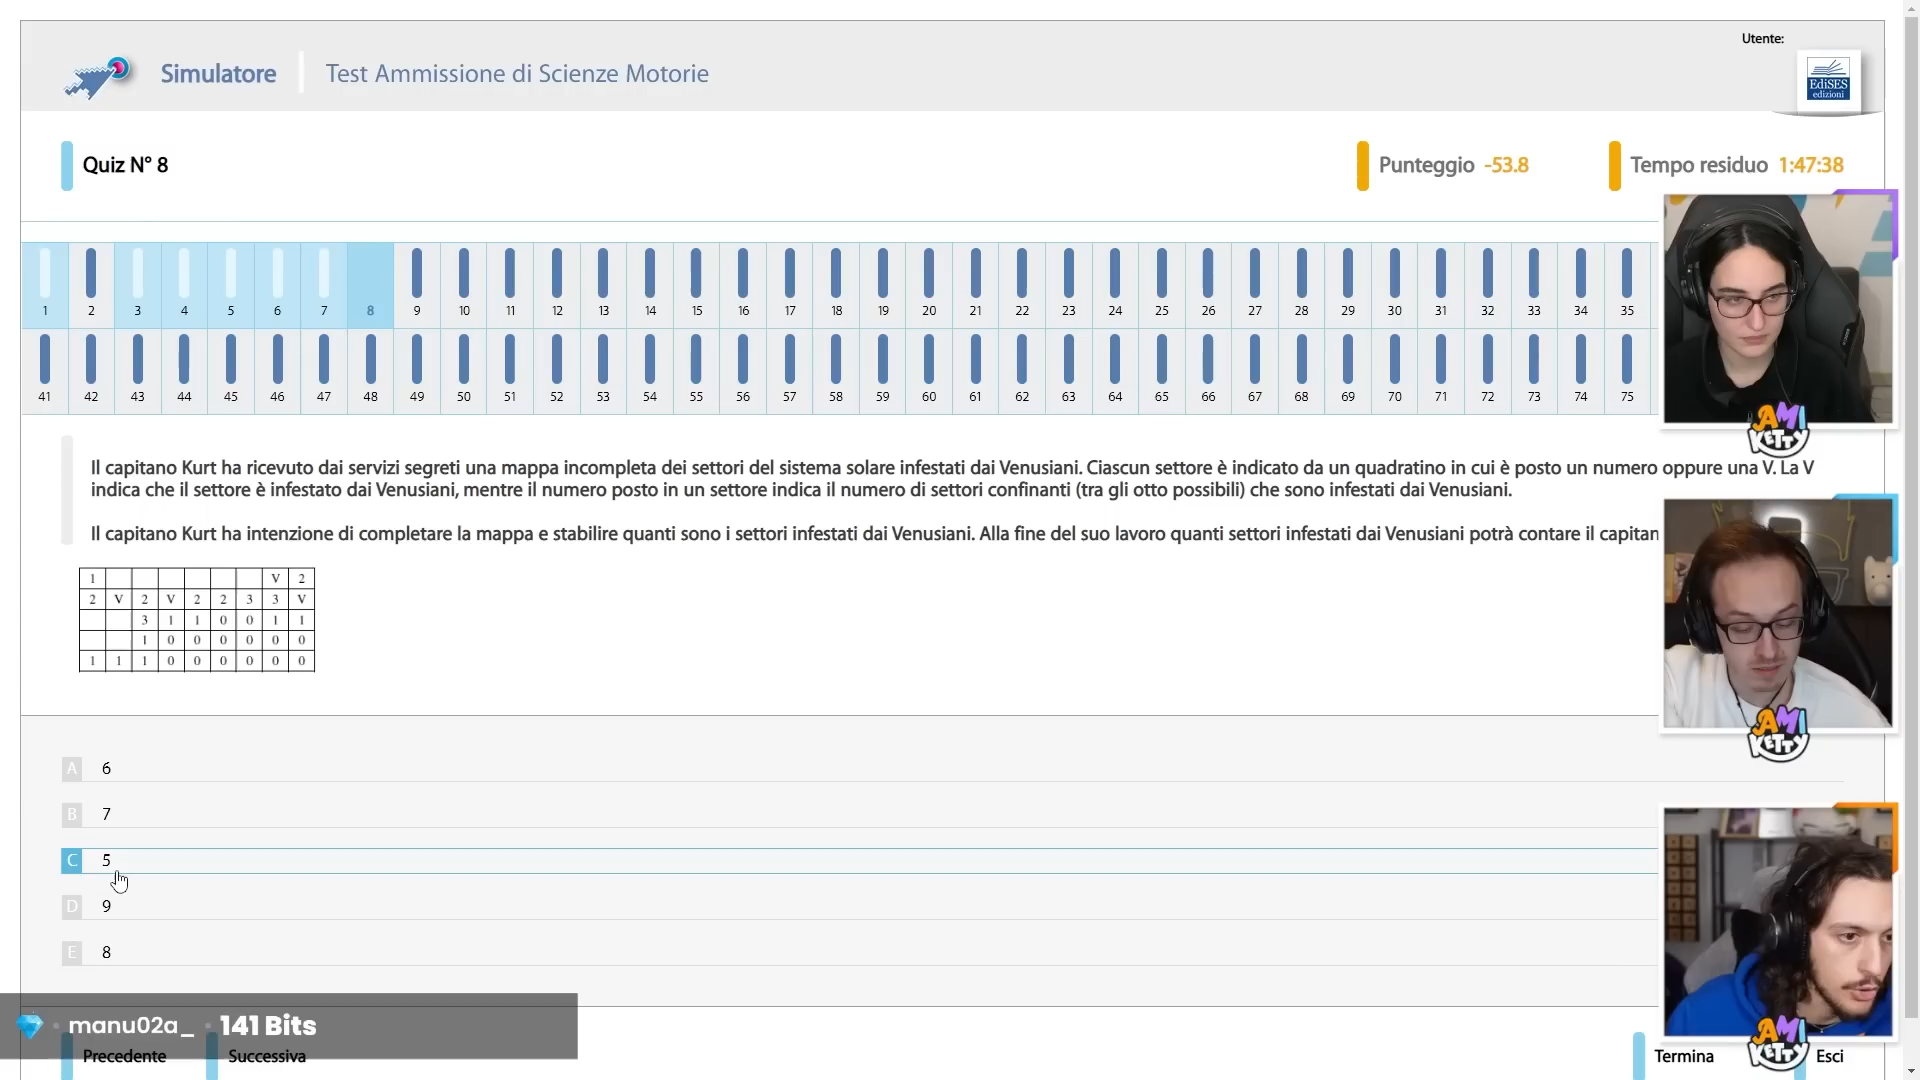 Utente:
Simulatore
Test Ammissione di Scienze Motorie
EdiSES
edizioni
Quiz N° 8
Punteggio -53.8
Tempo residuo 1:47:38
1 2 3 4 5 6 7 8 9 10 11 12 13 14 15 16 17 18 19 20 21 22 23 24 25 26 27 28 29 30 31 32 33 34 35
41 42 43 44 45 46 47 48 49 50 51 52 53 54 55 56 57 58 59 60 61 62 63 64 65 66 67 68 69 70 71 72 73 74 75
Il capitano Kurt ha ricevuto dai servizi segreti una mappa incompleta dei settori del sistema solare infestati dai Venusiani. Ciascun settore è indicato da un quadratino in cui è posto un numero oppure una V. La V
indica che il settore è infestato dai Venusiani, mentre il numero posto in un settore indica il numero di settori confinanti (tra gli otto possibili) che sono infestati dai Venusiani.
Il capitano Kurt ha intenzione di completare la mappa e stabilire quanti sono i settori infestati dai Venusiani. Alla fine del suo lavoro quanti settori infestati dai Venusiani potrà contare il capitan
1 V 2
2 V 2 V 2 2 3 3 V
3 1 1 0 0 1 1
1 0 0 0 0 0 0
1 1 1 0 0 0 0 0 0
A 6
B 7
C 5
D 9
E 8
manu02a_ 141 Bits
Precedente
Successiva
Termina
Esci
AMI
KETTY
AMI
KETTY
AMI
KETTY